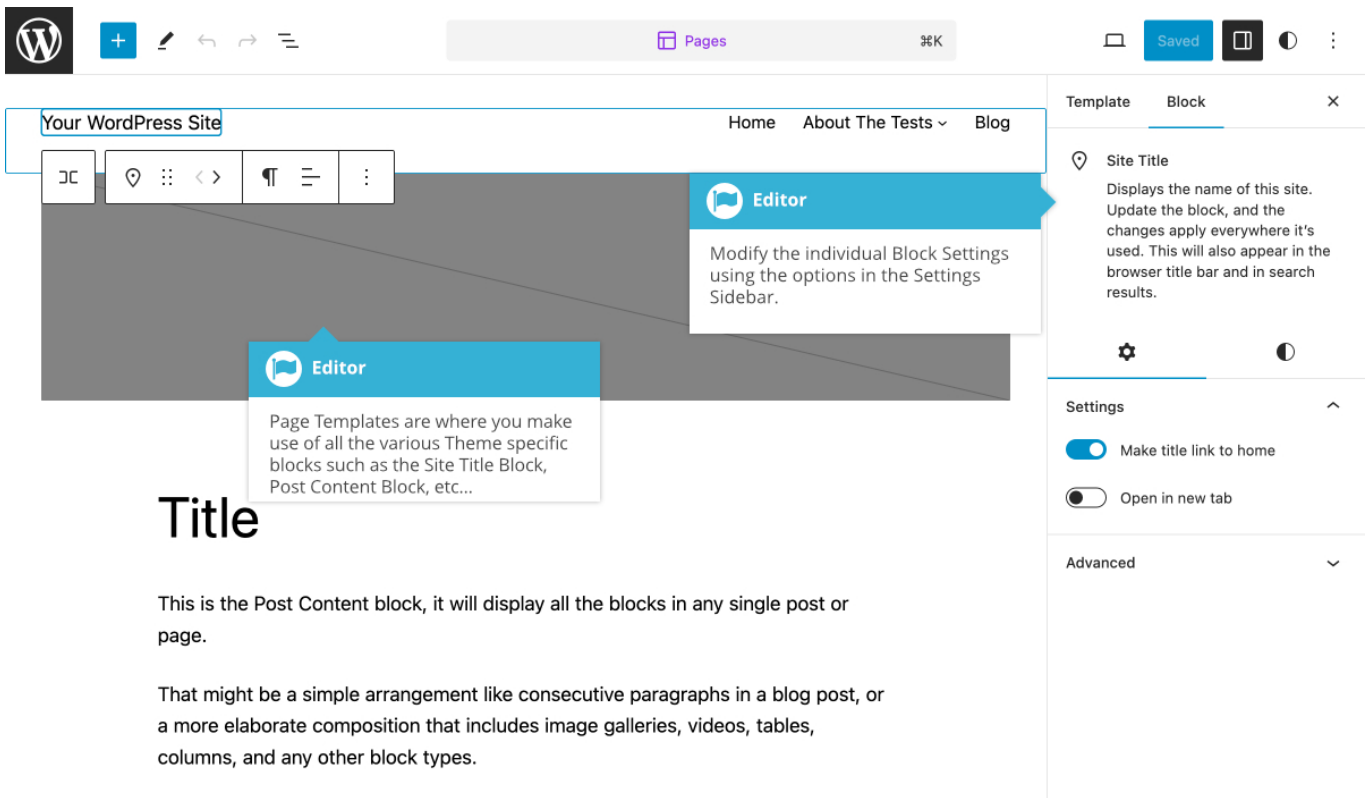 Pages
⌘K
Saved
Your WordPress Site
Home About The Tests Blog
Template Block
Site Title
Displays the name of this site.
Update the block, and the
changes apply everywhere it's
used. This will also appear in the
browser title bar and in search
results.
Editor
Modify the individual Block Settings
using the options in the Settings
Sidebar.
Editor
Page Templates are where you make
use of all the various Theme specific
blocks such as the Site Title Block,
Post Content Block, etc...
Settings
Make title link to home
Open in new tab
Advanced
Title
This is the Post Content block, it will display all the blocks in any single post or
page.
That might be a simple arrangement like consecutive paragraphs in a blog post, or
a more elaborate composition that includes image galleries, videos, tables,
columns, and any other block types.